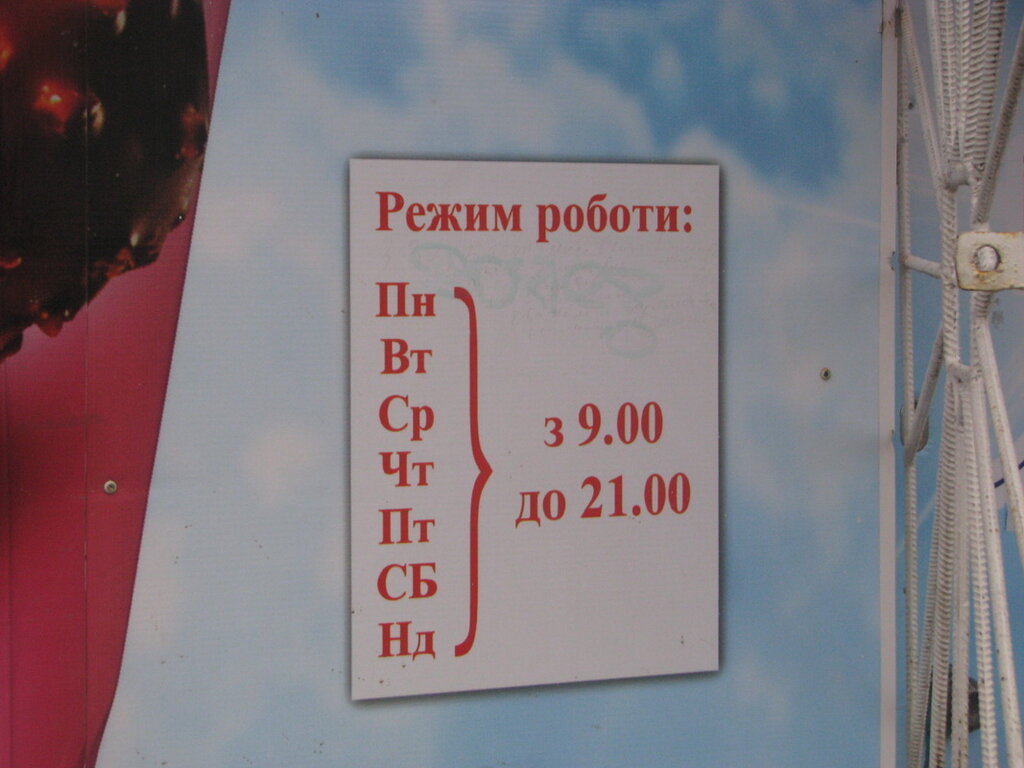 Режим роботи:
Пн
Вт
Ср
Чт
Пт
СБ
Нд
з 9.00
до 21.00